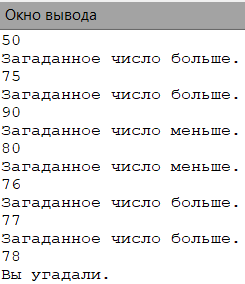 Окно вывода
50
Загаданное число больше.
75
Загаданное число больше.
90
Загаданное число меньше.
80
Загаданное число меньше.
76
Загаданное число больше.
77
Загаданное число больше.
78
Вы угадали.